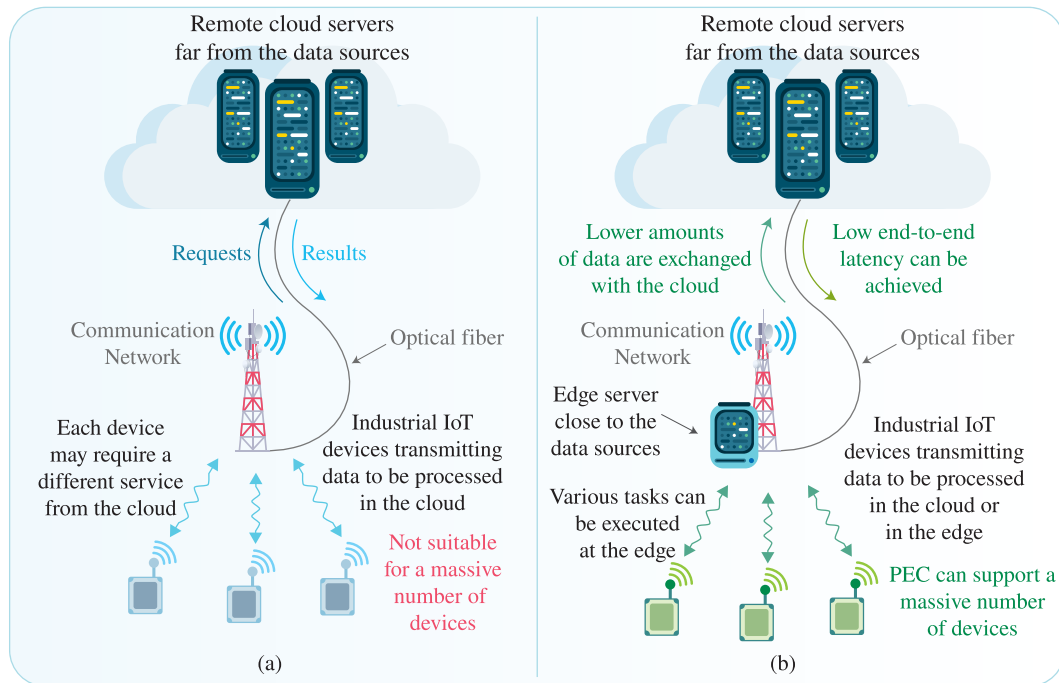 Remote cloud servers
far from the data sources
Requests
Results
Communication
Network
Optical fiber
Each device
may require a
different service
from the cloud
Industrial IoT
devices transmitting
data to be processed
in the cloud
Not suitable
for a massive
number of
devices
(a)
Remote cloud servers
far from the data sources
Lower amounts
of data are exchanged
with the cloud
Low end-to-end
latency can be
achieved
Communication
Network
Optical fiber
Edge server
close to the
data sources
Industrial IoT
devices transmitting
data to be processed
in the cloud or
in the edge
Various tasks can
be executed
at the edge
PEC can support a
massive number
of devices
(b)